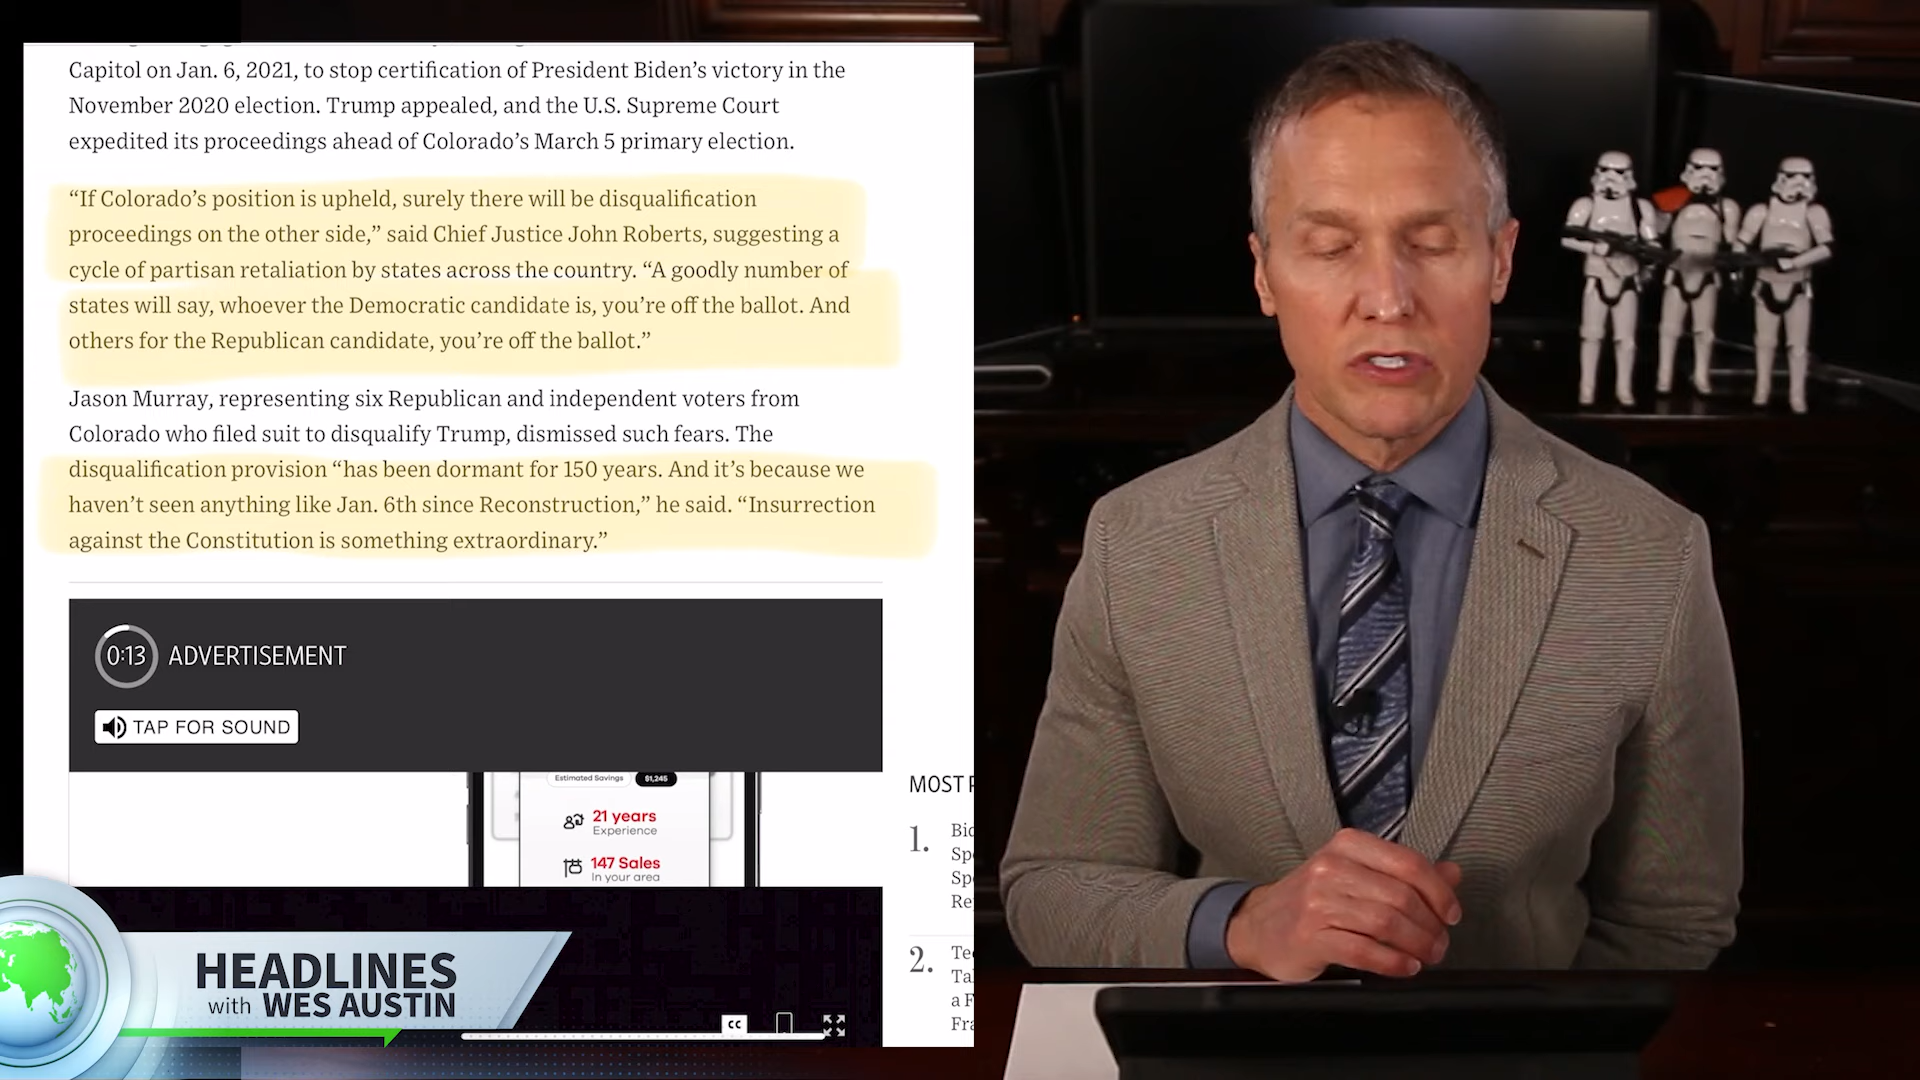 Capitol on Jan. 6, 2021, to stop certification of President Biden’s victory in the
November 2020 election. Trump appealed, and the U.S. Supreme Court
expedited its proceedings ahead of Colorado’s March 5 primary election.
“If Colorado’s position is upheld, surely there will be disqualification
proceedings on the other side,” said Chief Justice John Roberts, suggesting a
cycle of partisan retaliation by states across the country. “A goodly number of
states will say, whoever the Democratic candidate is, you’re off the ballot. And
others for the Republican candidate, you’re off the ballot.”
Jason Murray, representing six Republican and independent voters from
Colorado who filed suit to disqualify Trump, dismissed such fears. The
disqualification provision “has been dormant for 150 years. And it’s because we
haven’t seen anything like Jan. 6th since Reconstruction,” he said. “Insurrection
against the Constitution is something extraordinary.”
0:13 ADVERTISEMENT
TAP FOR SOUND
Estimated Savings $1,245
21 years
Experience
147 Sales
In your area
MOST
1.
2.
a
HEADLINES
with WES AUSTIN
CC